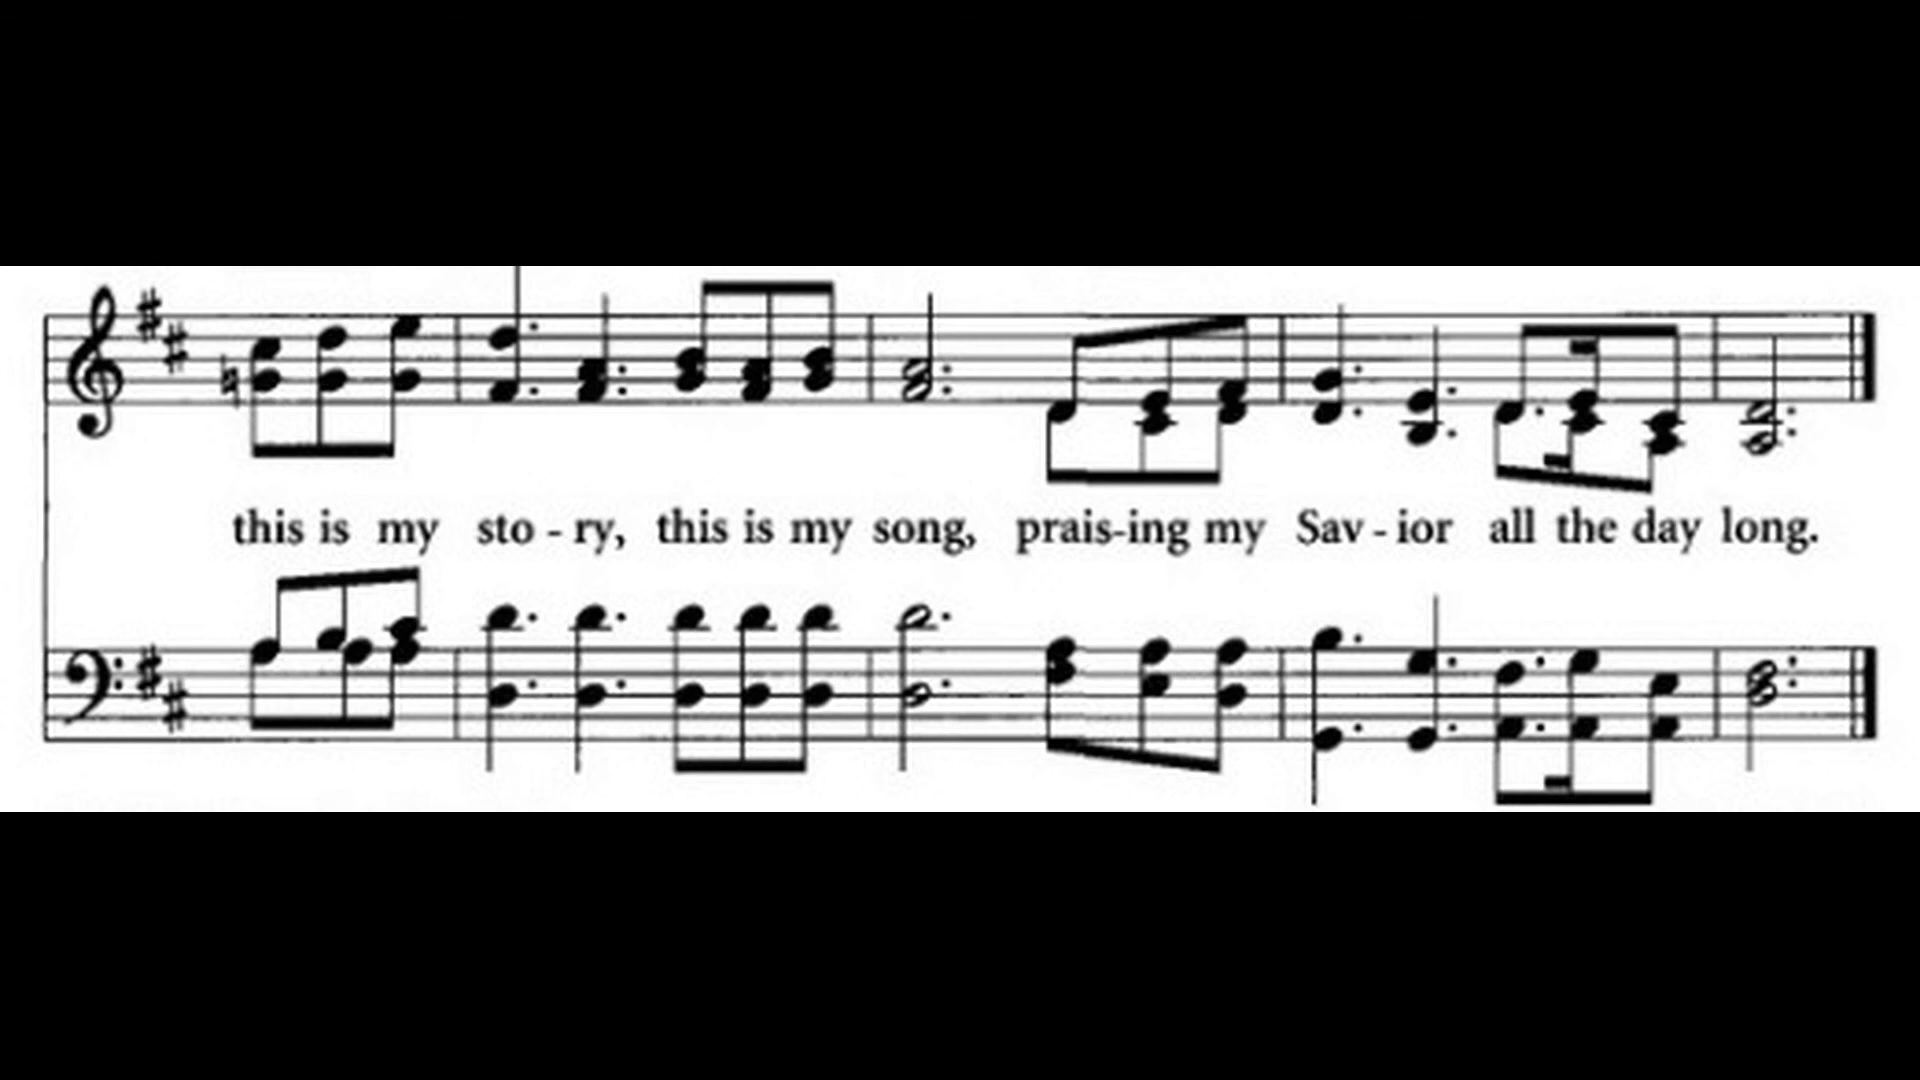 this is my sto - ry, this is my song, prais-ing my Sav - ior all the day long.